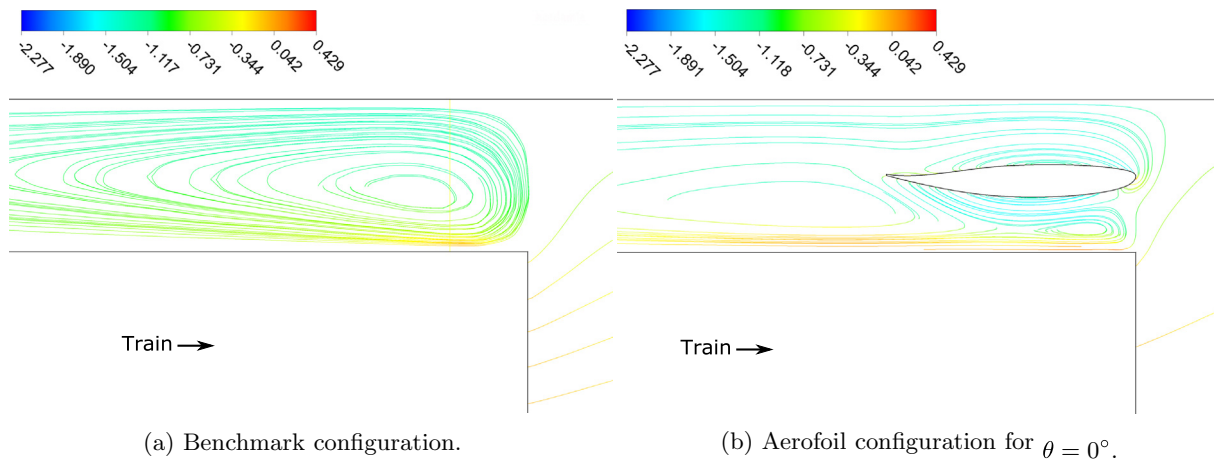 -2.277 -1.890 -1.504 -1.117 -0.731 -0.344 0.042 0.429
-2.277 -1.891 -1.504 -1.118 -0.731 -0.344 0.042 0.429
Train
Train
(a) Benchmark configuration.
(b) Aerofoil configuration for θ = 0°.